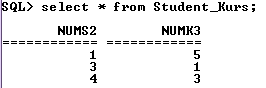 SQL> select * from Student_Kurs;
NUMS2 NUMK3
============ ============
1 5
3 1
4 3